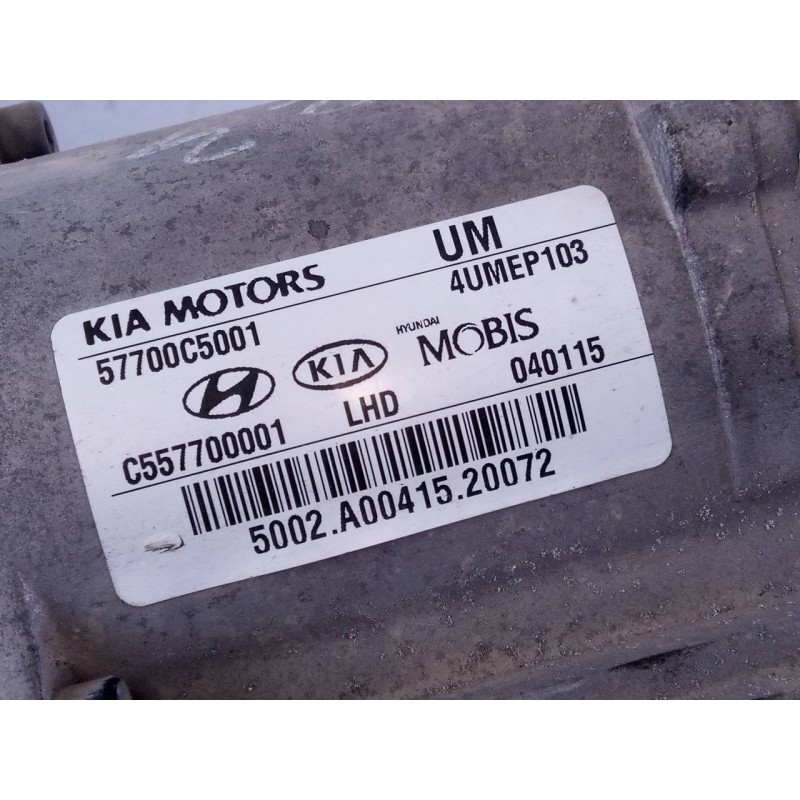 KIA MOTORS UM
57700C5001 4UMEP103
KIA HYUNDAI MOBIS
C557700001 LHD 040115
5002.A00415.20072